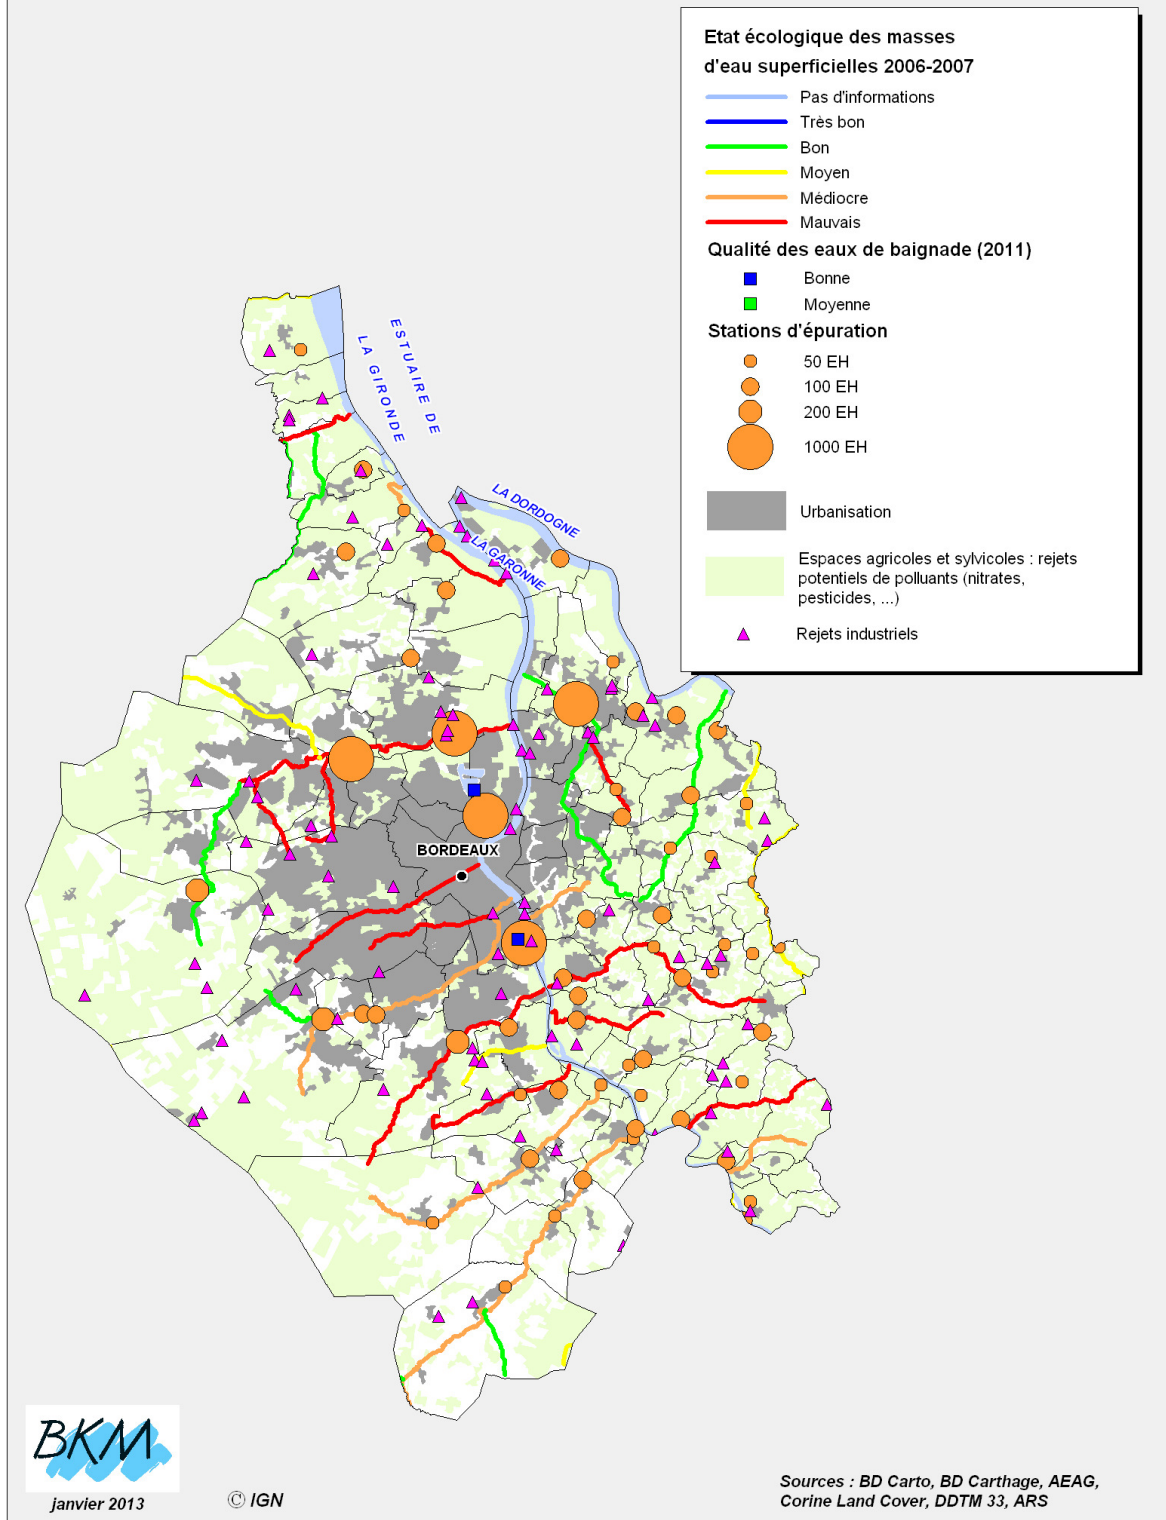 Etat écologique des masses
d'eau superficielles 2006-2007
Pas d'informations
Très bon
Bon
Moyen
Médiocre
Mauvais
Qualité des eaux de baignade (2011)
Bonne
Moyenne
Stations d'épuration
50 EH
100 EH
200 EH
1000 EH
Urbanisation
Espaces agricoles et sylvicoles : rejets
potentiels de polluants (nitrates,
pesticides, ...)
Rejets industriels
ESTUAIRE DE
LA GIRONDE
LA DORDOGNE
LA GARONNE
BORDEAUX
BKM
janvier 2013
© IGN
Sources : BD Carto, BD Carthage, AEAG,
Corine Land Cover, DDTM 33, ARS